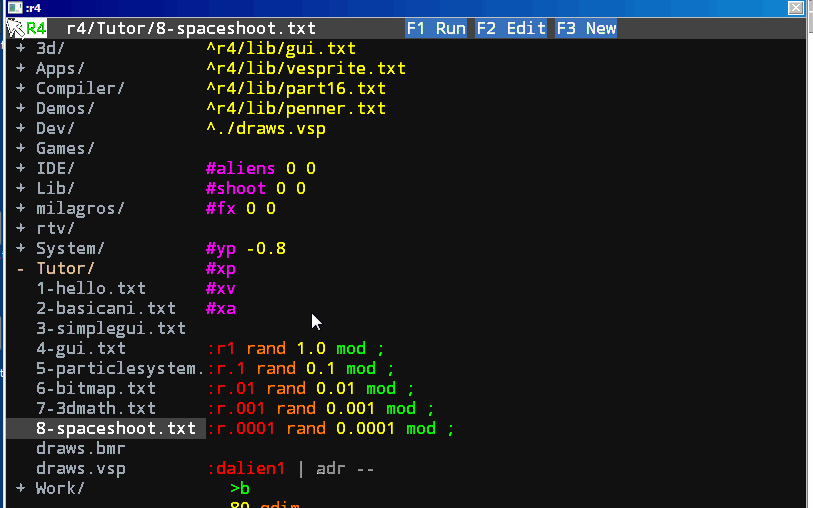 :r4
R4 r4/Tutor/8-spaceshoot.txt F1 Run F2 Edit F3 New
+ 3d/ ^r4/lib/gui.txt
+ Apps/ ^r4/lib/vesprite.txt
+ Compiler/ ^r4/lib/part16.txt
+ Demos/ ^r4/lib/penner.txt
+ Dev/ ^./draws.vsp
+ Games/
+ IDE/ #aliens 0 0
+ Lib/ #shoot 0 0
+ milagros/ #fx 0 0
+ rtv/
+ System/ #yp -0.8
- Tutor/ #xp
1-hello.txt #xv
2-basicani.txt #xa
3-simplegui.txt
4-gui.txt :r1 rand 1.0 mod ;
5-particlesystem. :r.1 rand 0.1 mod ;
6-bitmap.txt :r.01 rand 0.01 mod ;
7-3dmath.txt :r.001 rand 0.001 mod ;
8-spaceshoot.txt :r.0001 rand 0.0001 mod ;
draws.bmr
draws.vsp :dalien1 | adr --
+ Work/ >b
80 qdim